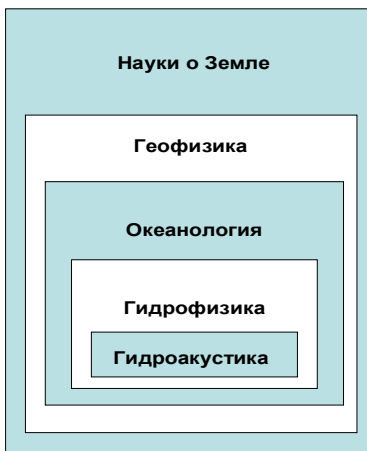 Науки о Земле
Геофизика
Океанология
Гидрофизика
Гидроакустика